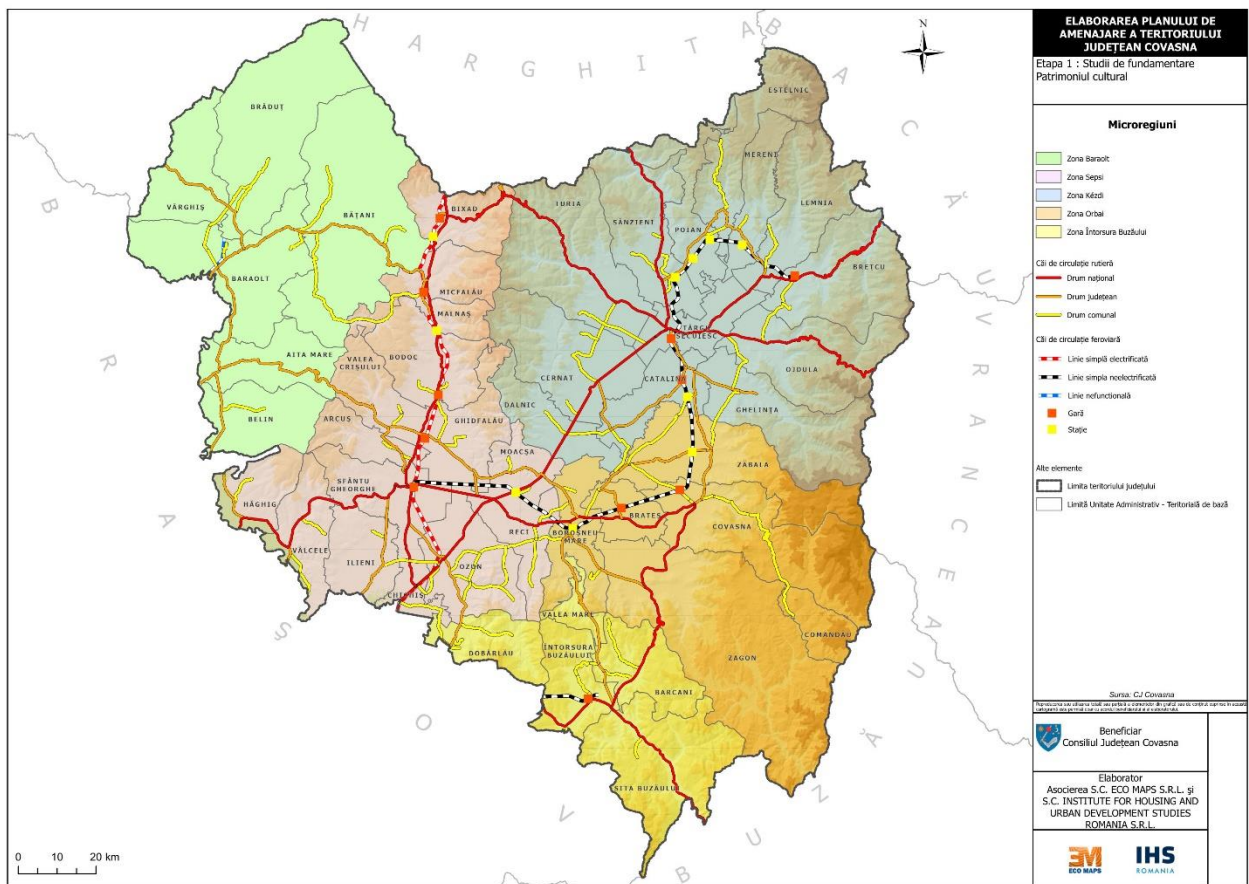 HARGHITA
BACĂU
VRANCEA
BUZĂU
BRAȘOV
N
ESTELNIC
BRĂDUȚ
MERENI
LEMNIA
VÂRGHIȘ
BĂȚANI
BIXAD
TURIA
SÂNZIENI
POIAN
BREȚCU
BARAOLT
MICFALĂU
MALNAȘ
TÂRGU
SECUIESC
AITA MARE
VALEA
CRIȘULUI
BODOC
CERNAT
CATALINA
OJDULA
DALNIC
GHELINȚA
BELIN
ARCUȘ
GHIDFALĂU
MOACȘA
ZĂBALA
SFÂNTU
GHEORGHE
HĂGHIG
BRATEȘ
COVASNA
RECI
BOROȘNEU
MARE
VÂLCELE
ILIENI
OZUN
CHICHIȘ
VALEA MARE
COMANDĂU
DOBÂRLĂU
ÎNTORSURA
BUZĂULUI
ZAGON
BARCANI
SITA BUZĂULUI
0 10 20 km
ELABORAREA PLANULUI DE
AMENAJARE A TERITORIULUI
JUDEȚEAN COVASNA
Etapa 1 : Studii de fundamentare
Patrimoniul cultural
Microregiuni
Zona Baraolt
Zona Sepsi
Zona Kézdi
Zona Orbai
Zona Întorsura Buzăului
Căi de circulație rutieră
Drum național
Drum județean
Drum comunal
Căi de circulație feroviară
Linie simplă electrificată
Linie simpla neelectrificată
Linie nefuncțională
Gară
Stație
Alte elemente
Limita teritoriului județului
Limită Unitate Administrativ - Teritorială de bază
Sursa: CJ Covasna
Beneficiar
Consiliul Județean Covasna
Elaborator
Asocierea S.C. ECO MAPS S.R.L. și
S.C. INSTITUTE FOR HOUSING AND
URBAN DEVELOPMENT STUDIES
ROMANIA S.R.L.
EM
ECO MAPS
IHS
ROMANIA